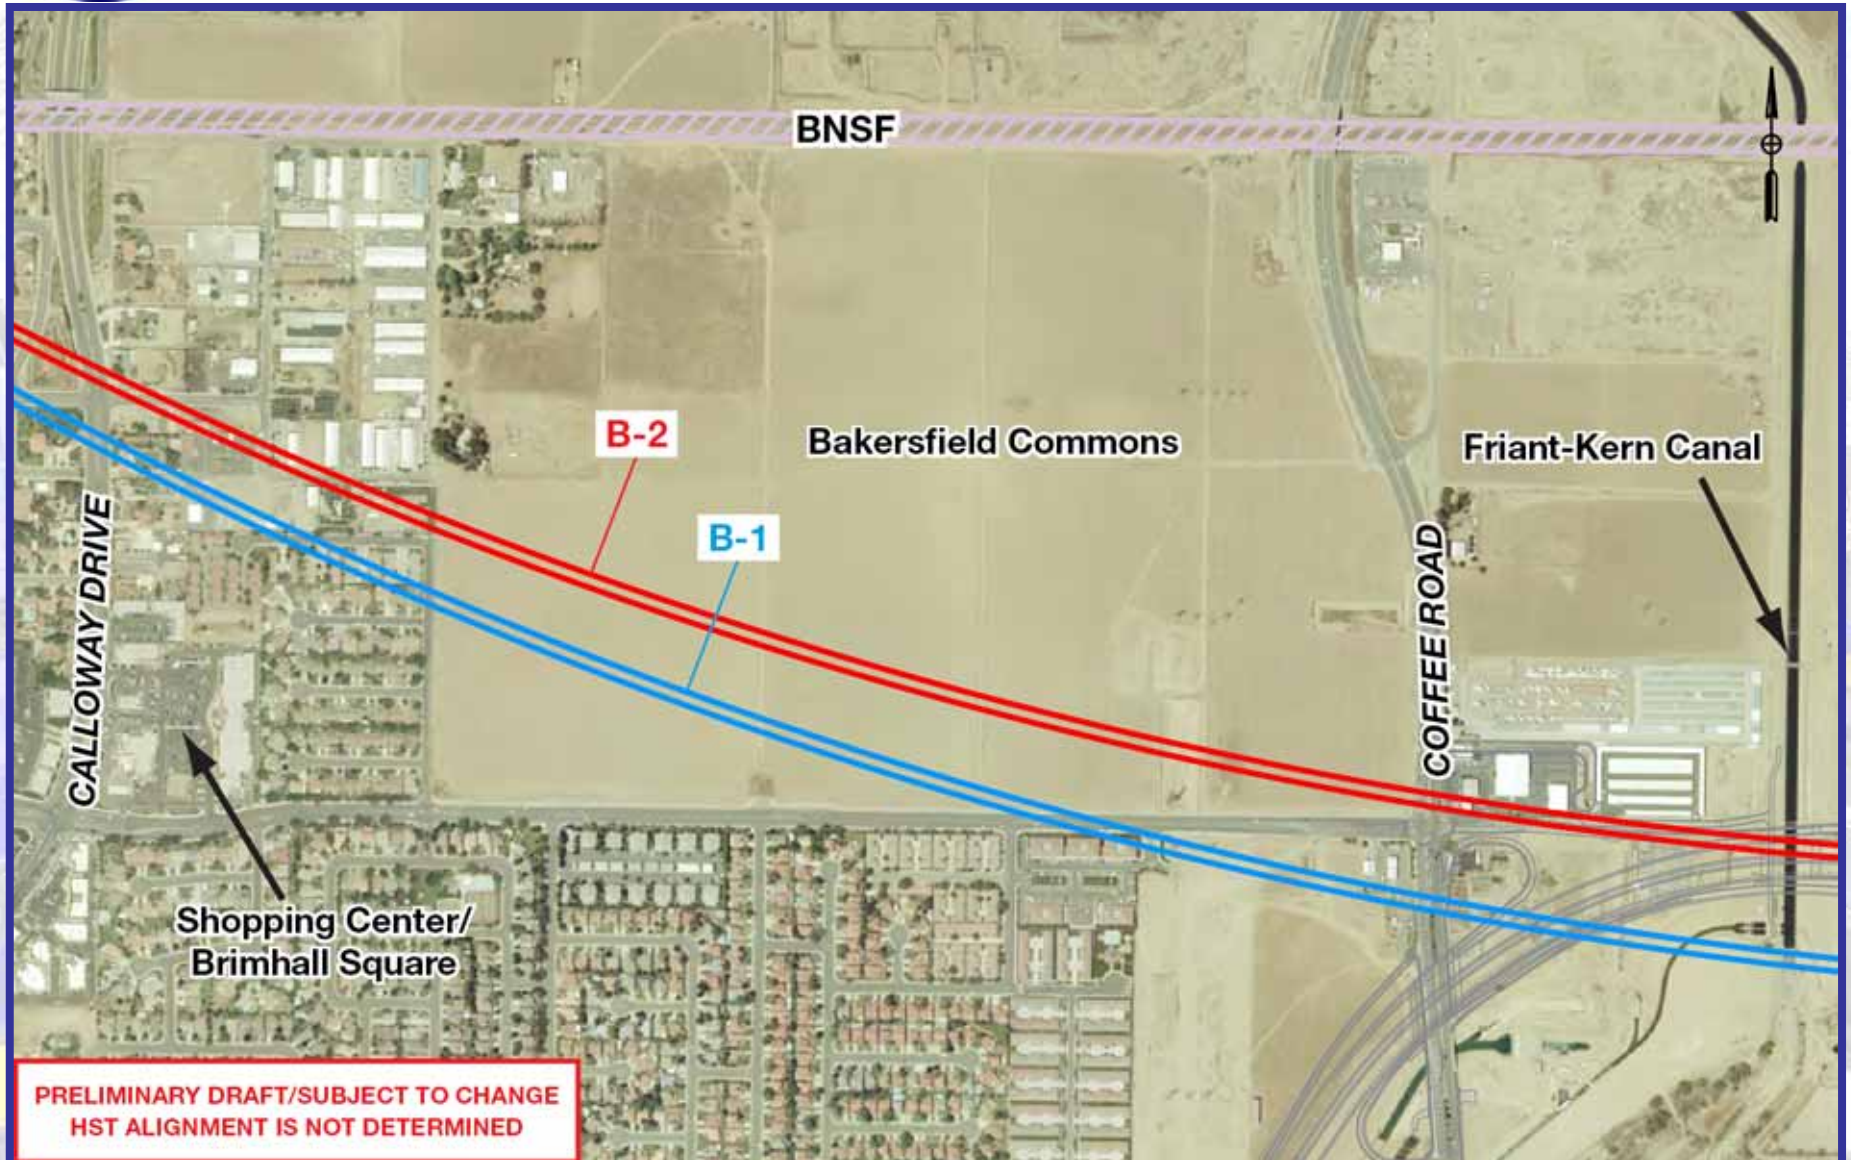 BNSF
B-2
Bakersfield Commons
Friant-Kern Canal
B-1
CALLOWAY DRIVE
COFFEE ROAD
Shopping Center/
Brimhall Square
PRELIMINARY DRAFT/SUBJECT TO CHANGE
HST ALIGNMENT IS NOT DETERMINED